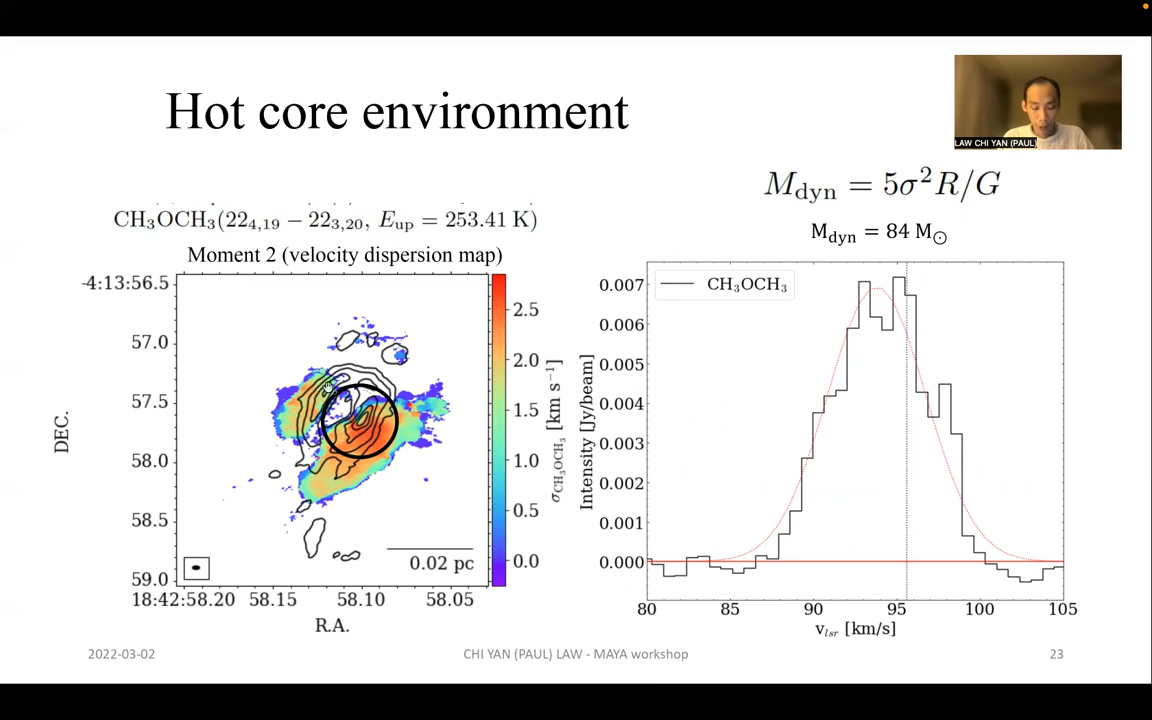 Hot core environment
LAW CHI YAN (PAUL)
M_dyn = 5σ²R/G
M_dyn = 84 M_⊙
CH₃OCH₃(22₄,₁₉ − 22₃,₂₀, E_up = 253.41 K)
Moment 2 (velocity dispersion map)
-4:13:56.5
57.0
57.5
58.0
58.5
59.0
DEC.
18:42:58.20 58.15 58.10 58.05
R.A.
0.02 pc
2.5
2.0
1.5
1.0
0.5
0.0
σ_CH₃OCH₃ [km s⁻¹]
CH₃OCH₃
0.007
0.006
0.005
0.004
0.003
0.002
0.001
0.000
Intensity [Jy/beam]
80 85 90 95 100 105
v_lsr [km/s]
2022-03-02
CHI YAN (PAUL) LAW - MAYA workshop
23